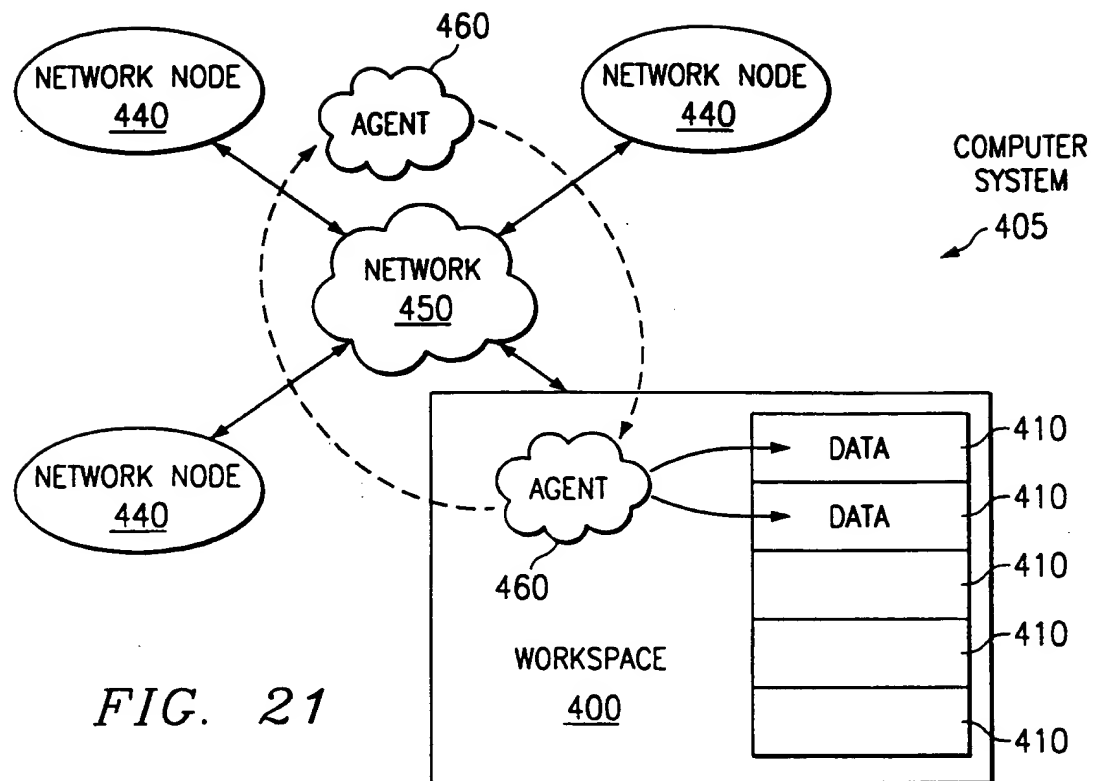 460
NETWORK NODE
440
AGENT
NETWORK NODE
440
COMPUTER
SYSTEM
405
NETWORK
450
NETWORK NODE
440
AGENT
460
DATA
410
DATA
410
410
410
410
WORKSPACE
400
FIG. 21